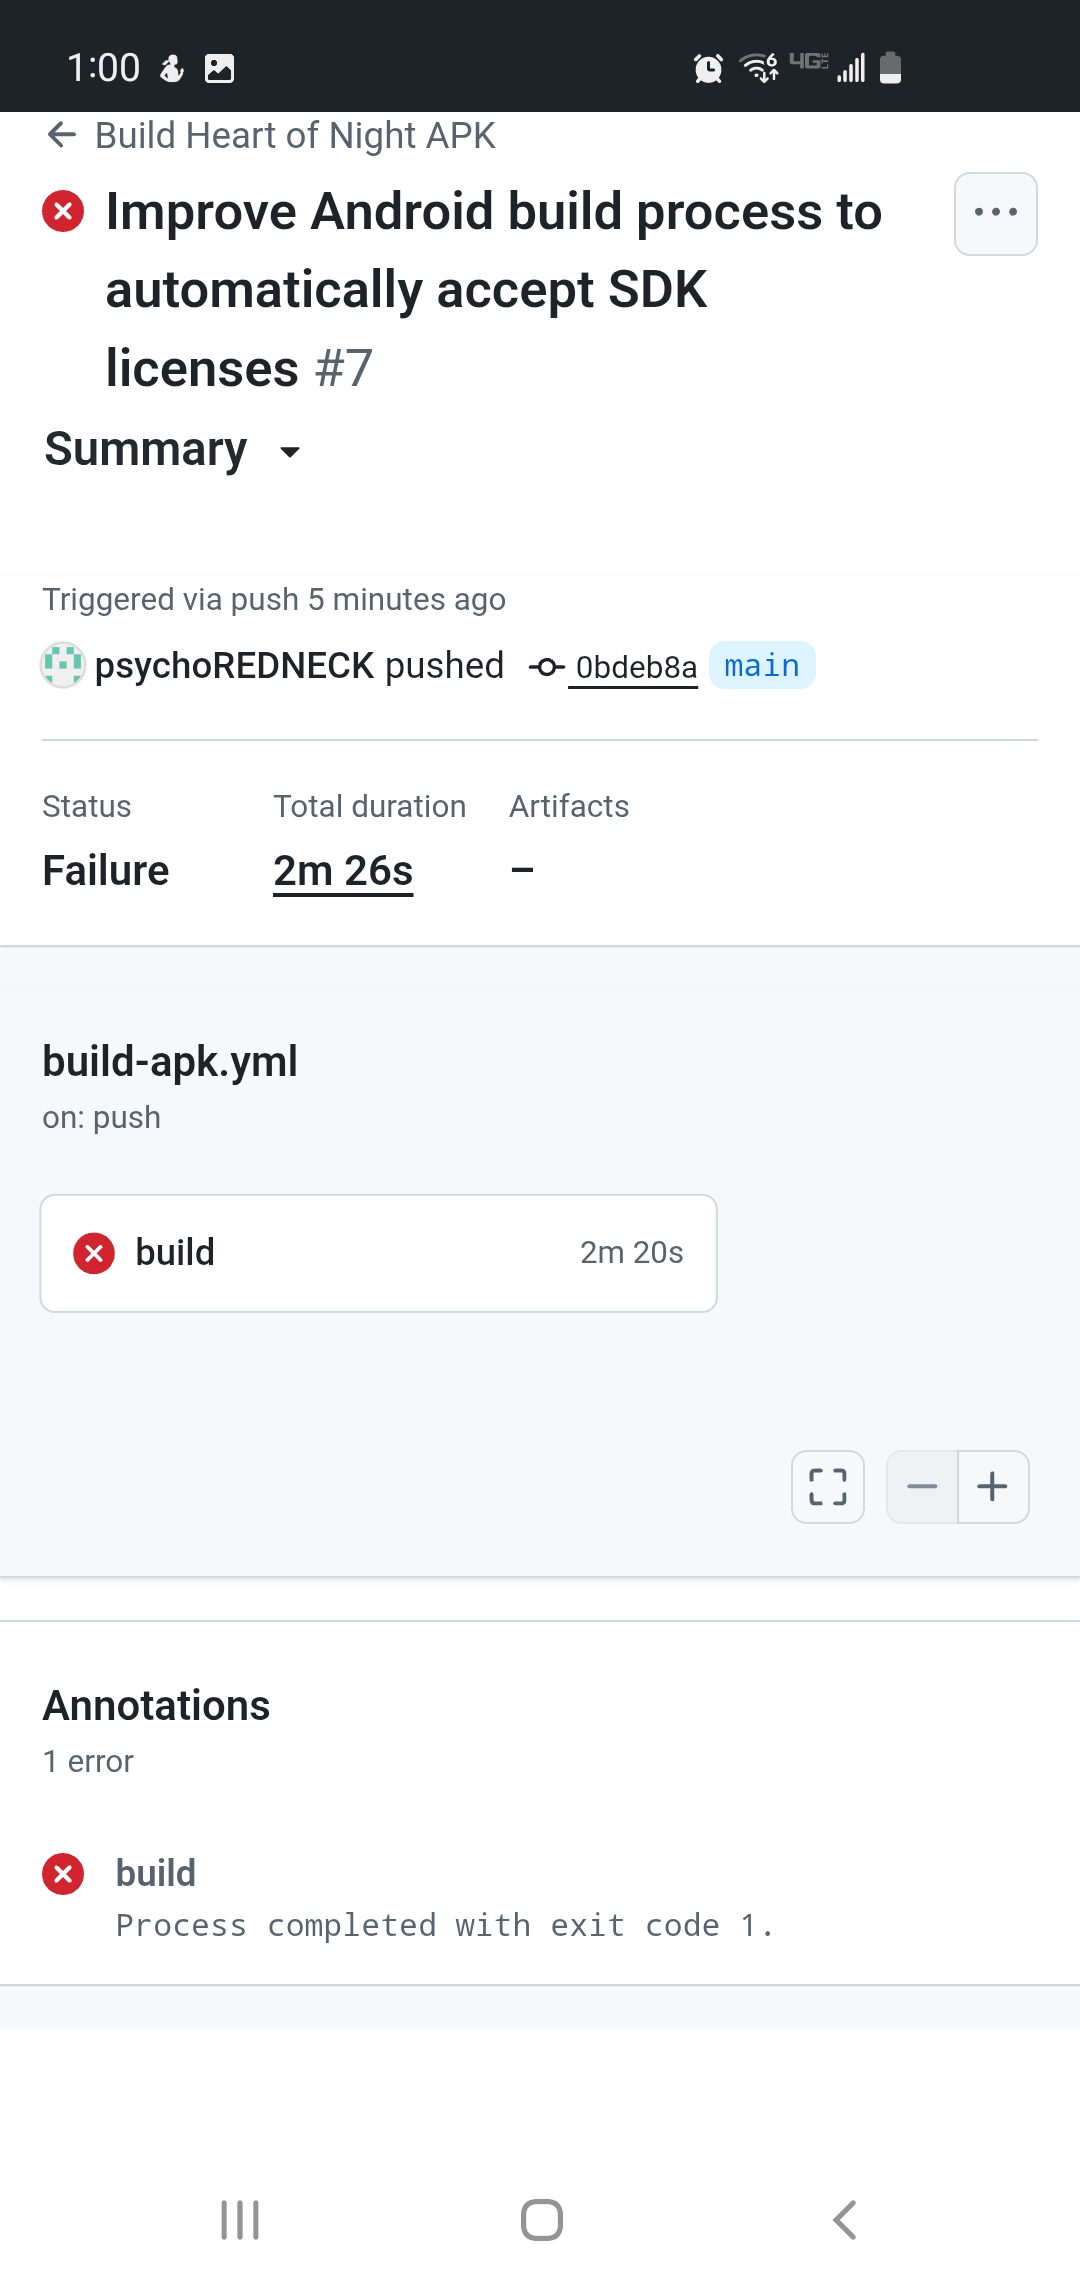 1:00
6 4G LTE
Build Heart of Night APK
Improve Android build process to
automatically accept SDK
licenses #7
Summary
Triggered via push 5 minutes ago
psychoREDNECK pushed 0bdeb8a main
Status Total duration Artifacts
Failure 2m 26s –
build-apk.yml
on: push
build 2m 20s
Annotations
1 error
build
Process completed with exit code 1.